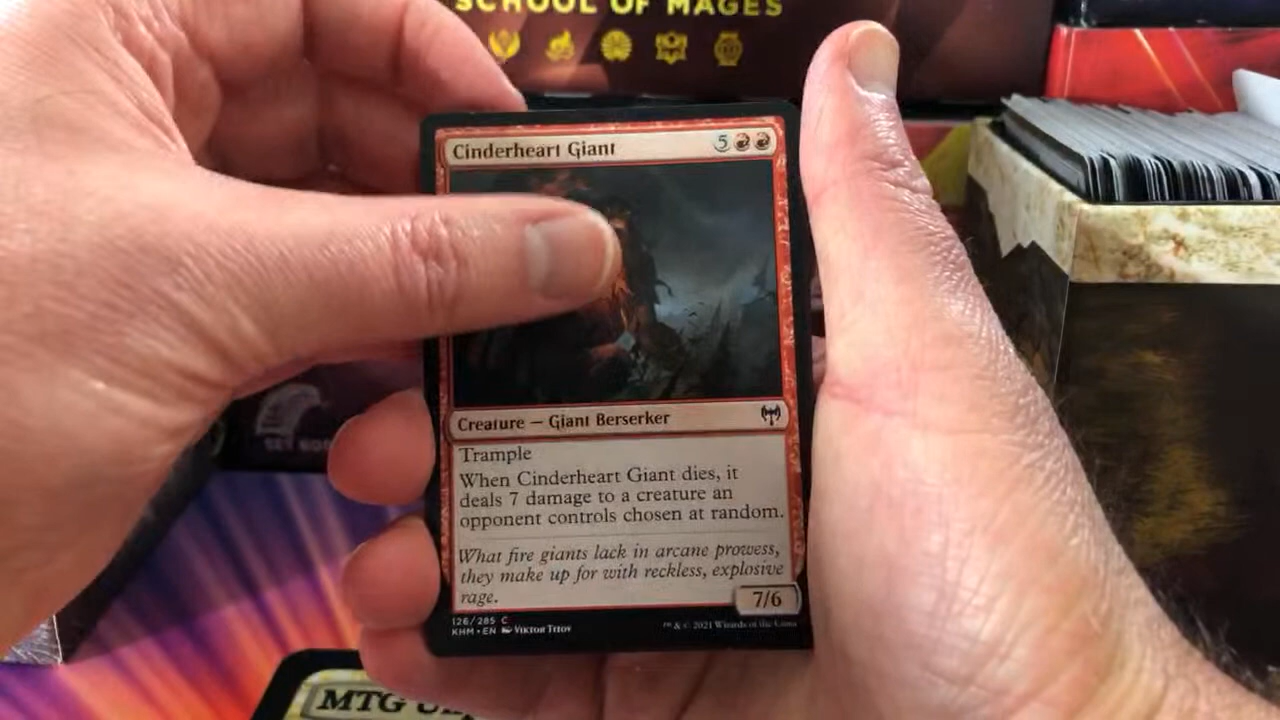 SCHOOL OF MAGES
Cinderheart Giant 5
Creature — Giant Berserker
Trample
When Cinderheart Giant dies, it
deals 7 damage to a creature an
opponent controls chosen at random.
What fire giants lack in arcane prowess,
they make up for with reckless, explosive
rage.
7/6
126/285 C
KHM • EN Viktor Titov
™ & © 2021 Wizards of the Coast
SET
MTG